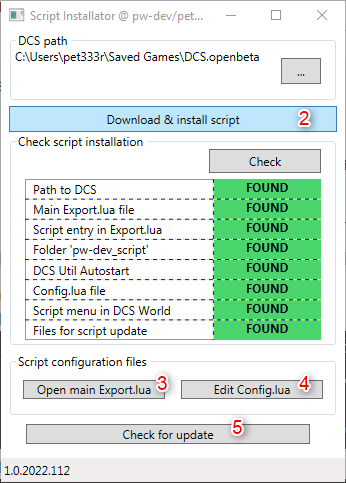 Script Installator @ pw-dev/pet...
DCS path
C:\Users\pet333r\Saved Games\DCS.openbeta
...
Download & install script 2
Check script installation
Check
Path to DCS FOUND
Main Export.lua file FOUND
Script entry in Export.lua FOUND
Folder 'pw-dev_script' FOUND
DCS Util Autostart FOUND
Config.lua file FOUND
Script menu in DCS World FOUND
Files for script update FOUND
Script configuration files
Open main Export.lua 3 Edit Config.lua 4
Check for update 5
1.0.2022.112